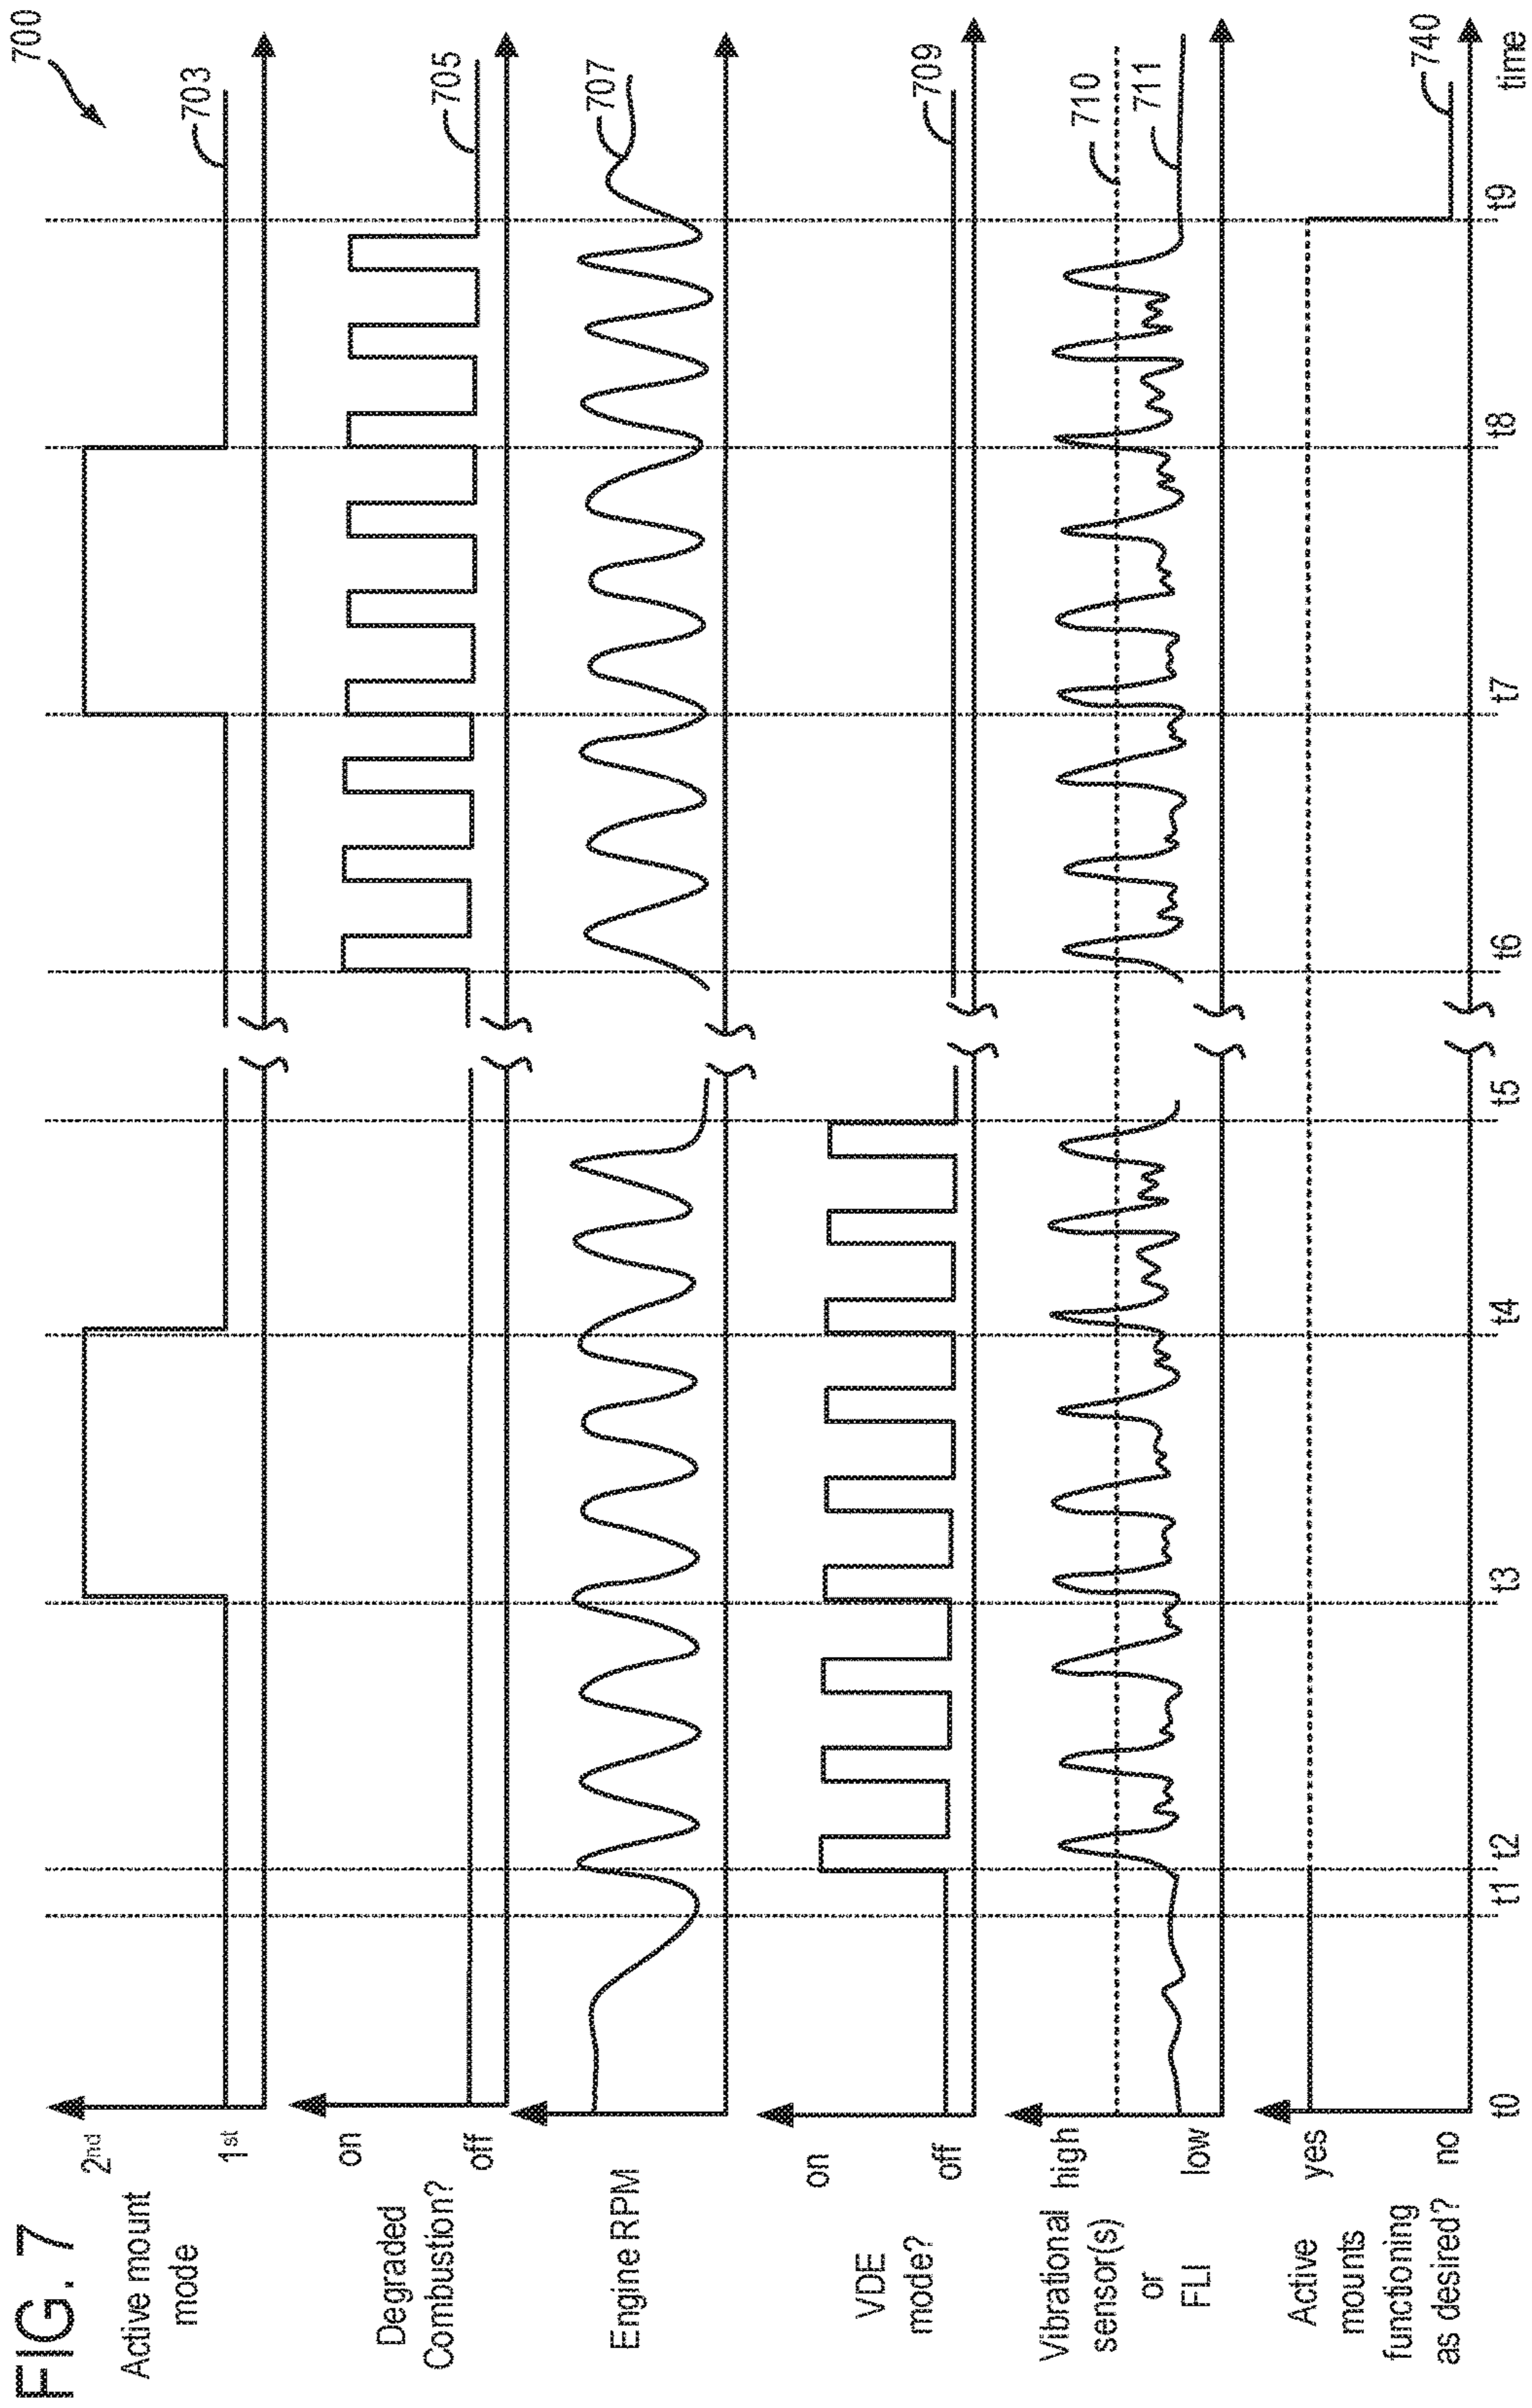 FIG. 7
700
Active mount
mode
2nd
1st
703
Degraded
Combustion?
on
off
705
Engine RPM
707
VDE
mode?
on
off
709
Vibrational
sensor(s)
or
FLI
high
low
710
711
Active
mounts
functioning
as desired?
yes
no
740
t0 t1 t2 t3 t4 t5 t6 t7 t8 t9 time